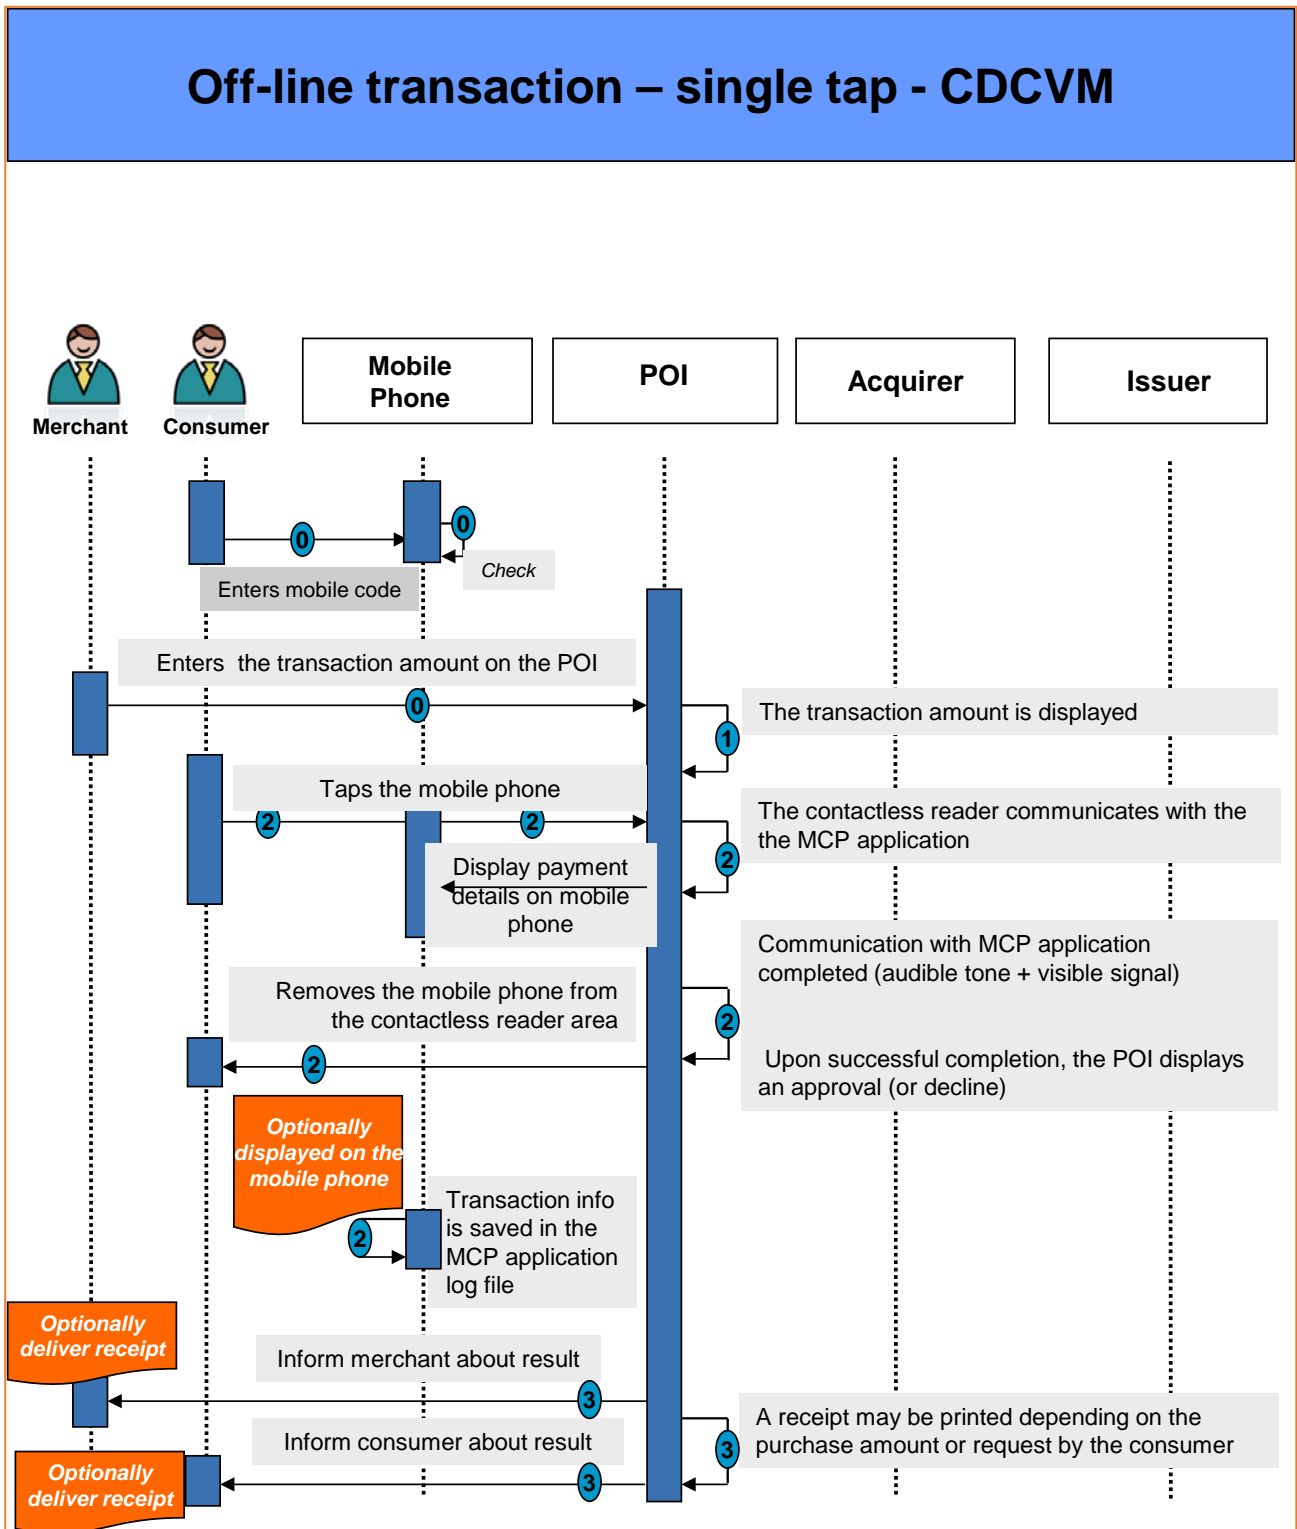 Off-line transaction – single tap - CDCVM
Mobile
Phone
POI
Acquirer
Issuer
Merchant
Consumer
0
0
Check
Enters mobile code
Enters  the transaction amount on the POI
0
The transaction amount is displayed
1
Taps the mobile phone
2
2
The contactless reader communicates with the
the MCP application
2
Display payment
details on mobile
phone
Communication with MCP application
completed (audible tone + visible signal)
Removes the mobile phone from
the contactless reader area
2
2
Upon successful completion, the POI displays
an approval (or decline)
Optionally
displayed on the
mobile phone
Transaction info
is saved in the
MCP application
log file
2
Optionally
deliver receipt
Inform merchant about result
3
A receipt may be printed depending on the
purchase amount or request by the consumer
3
Inform consumer about result
3
Optionally
deliver receipt